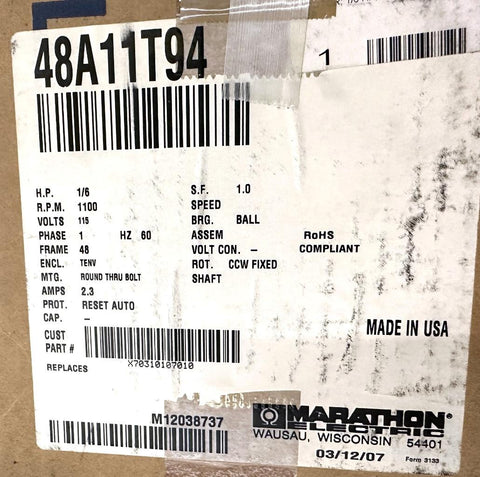 48A11T94
1
H.P. 1/6 S.F. 1.0
R.P.M. 1100 SPEED
VOLTS 115 BRG. BALL
PHASE 1 HZ 60 ASSEM RoHS
FRAME 48 VOLT CON. – COMPLIANT
ENCL. TENV ROT. CCW FIXED
MTG. ROUND THRU BOLT SHAFT
AMPS 2.3
PROT. RESET AUTO
CAP. –
MADE IN USA
CUST
PART #
X70310107010
REPLACES
M12038737
MARATHON®
ELECTRIC
WAUSAU, WISCONSIN 54401
03/12/07 Form 3133